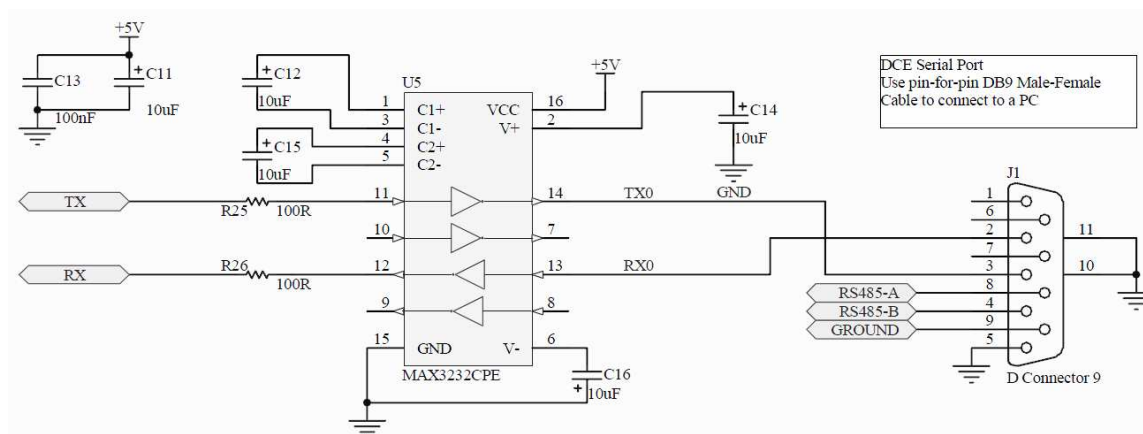 +5V
C13
100nF
+
C11
10uF
+
C12
10uF
+
C15
10uF
U5
1
C1+
3
C1-
4
C2+
5
C2-
VCC
16
V+
2
+5V
+
C14
10uF
GND
DCE Serial Port
Use pin-for-pin DB9 Male-Female
Cable to connect to a PC
TX
R25
100R
11
14
TX0
10
7
RX
R26
100R
12
13
RX0
9
8
15
GND
V-
6
MAX3232CPE
C16
+
10uF
J1
1
6
2
7
3
8
4
9
5
11
10
RS485-A
RS485-B
GROUND
D Connector 9